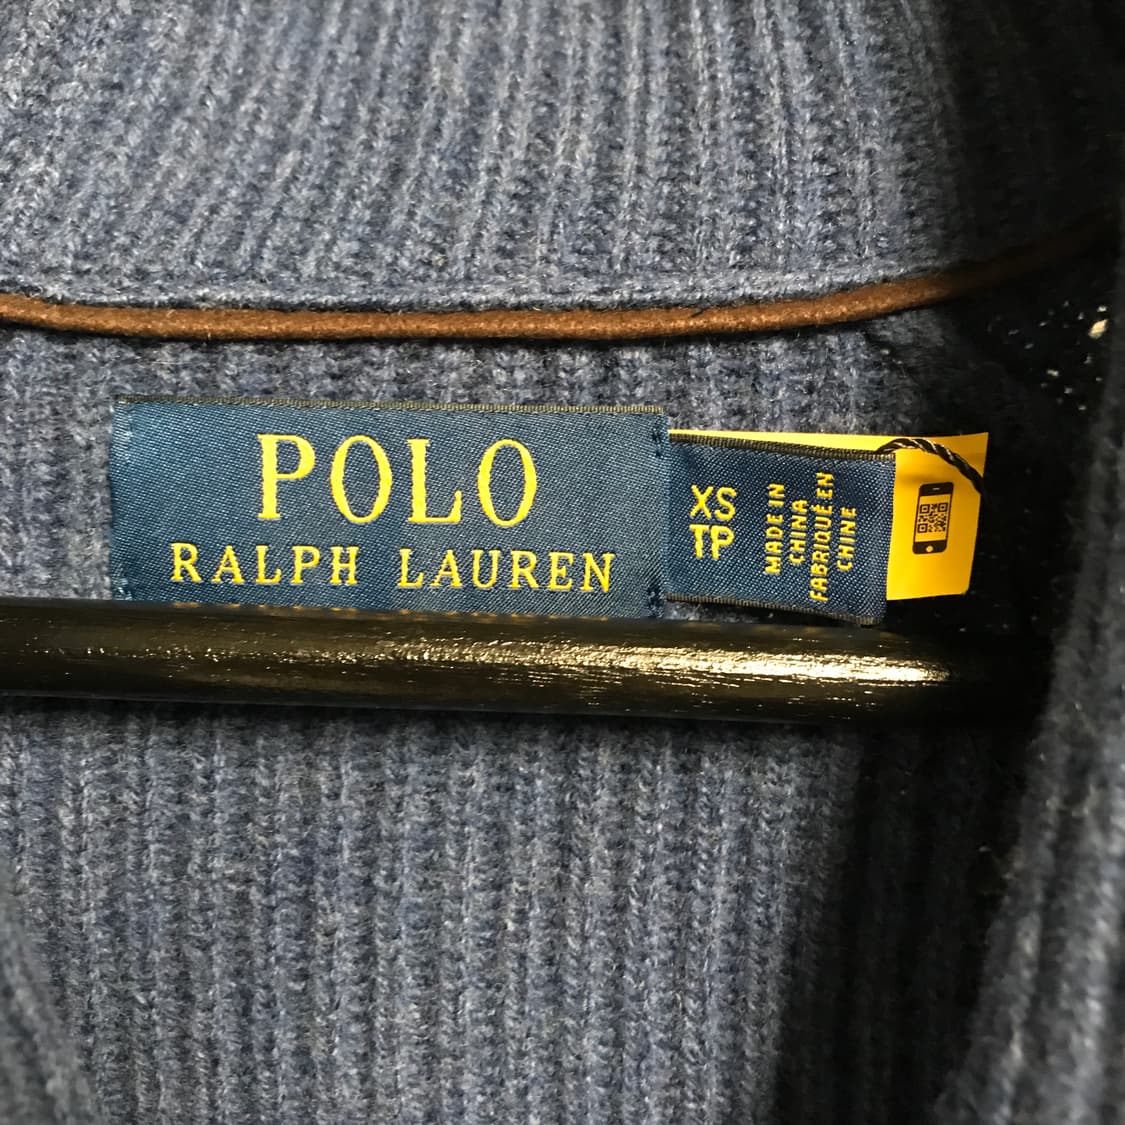 POLO
RALPH LAUREN
XS
TP
MADE IN
CHINA
FABRIQUÉ EN
CHINE